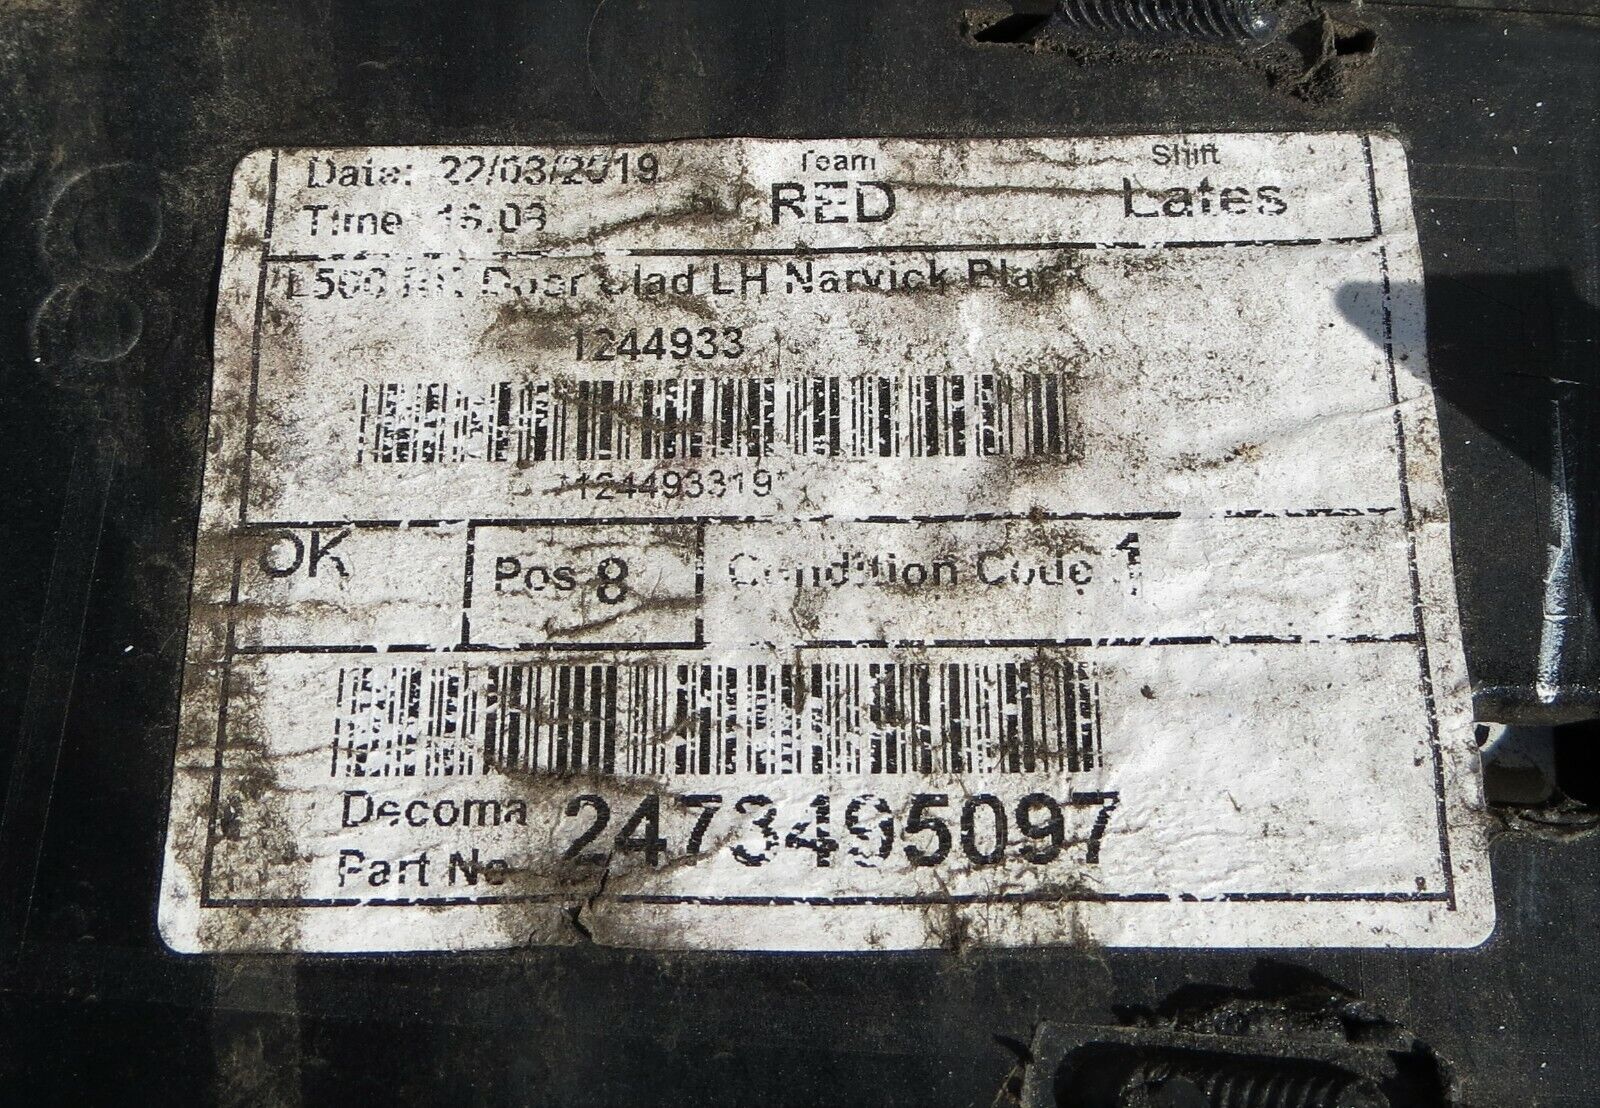 Date: 22/03/2019
Team
Shift
Time 16:03
RED
Lates
L560 RR Door Clad LH Narvick Black
1244933
*124493319*
OK
Pos 8
Condition Code 1
Decoma
Part No
2473495097